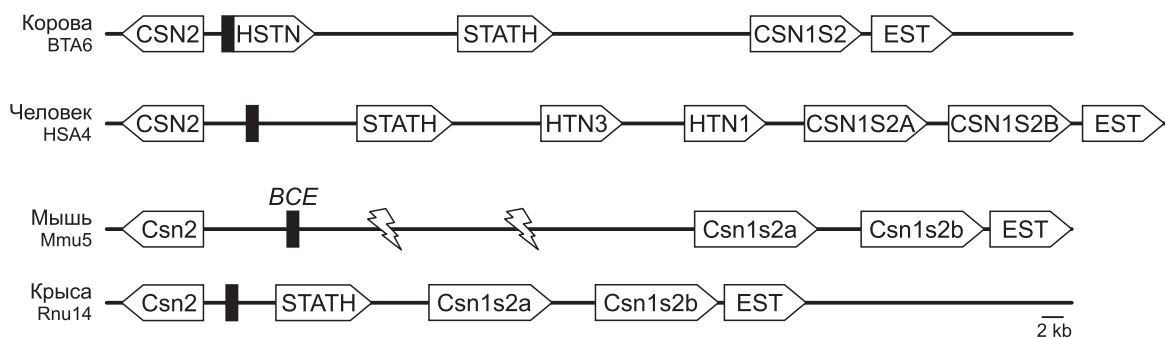 Корова
BTA6
CSN2 HSTN STATH CSN1S2 EST
Человек
HSA4
CSN2 STATH HTN3 HTN1 CSN1S2A CSN1S2B EST
BCE
Мышь
Mmu5
Csn2 Csn1s2a Csn1s2b EST
Крыса
Rnu14
Csn2 STATH Csn1s2a Csn1s2b EST
2 kb